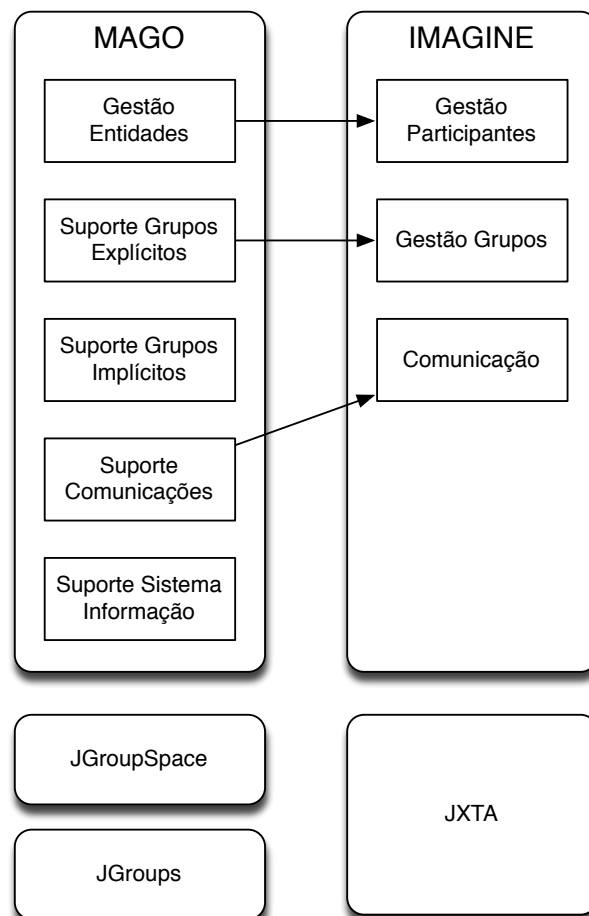 MAGO
Gestão
Entidades
Suporte Grupos
Explícitos
Suporte Grupos
Implícitos
Suporte
Comunicações
Suporte Sistema
Informação
IMAGINE
Gestão
Participantes
Gestão Grupos
Comunicação
JGroupSpace
JGroups
JXTA